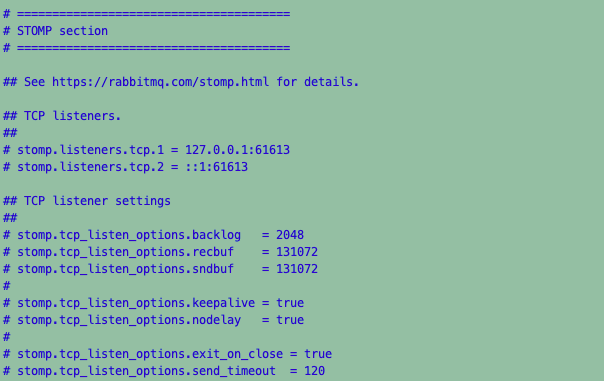 # =======================================
# STOMP section
# =======================================
## See https://rabbitmq.com/stomp.html for details.
## TCP listeners.
##
# stomp.listeners.tcp.1 = 127.0.0.1:61613
# stomp.listeners.tcp.2 = ::1:61613
## TCP listener settings
##
# stomp.tcp_listen_options.backlog   = 2048
# stomp.tcp_listen_options.recbuf    = 131072
# stomp.tcp_listen_options.sndbuf    = 131072
#
# stomp.tcp_listen_options.keepalive = true
# stomp.tcp_listen_options.nodelay   = true
#
# stomp.tcp_listen_options.exit_on_close = true
# stomp.tcp_listen_options.send_timeout  = 120